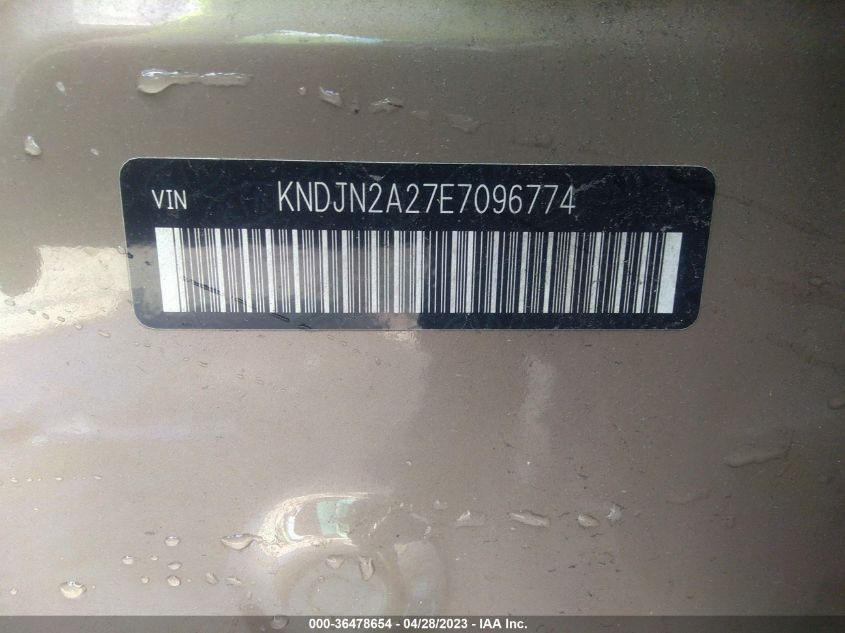 VIN KNDJN2A27E7096774
000-36478654 - 04/28/2023 - IAA Inc.